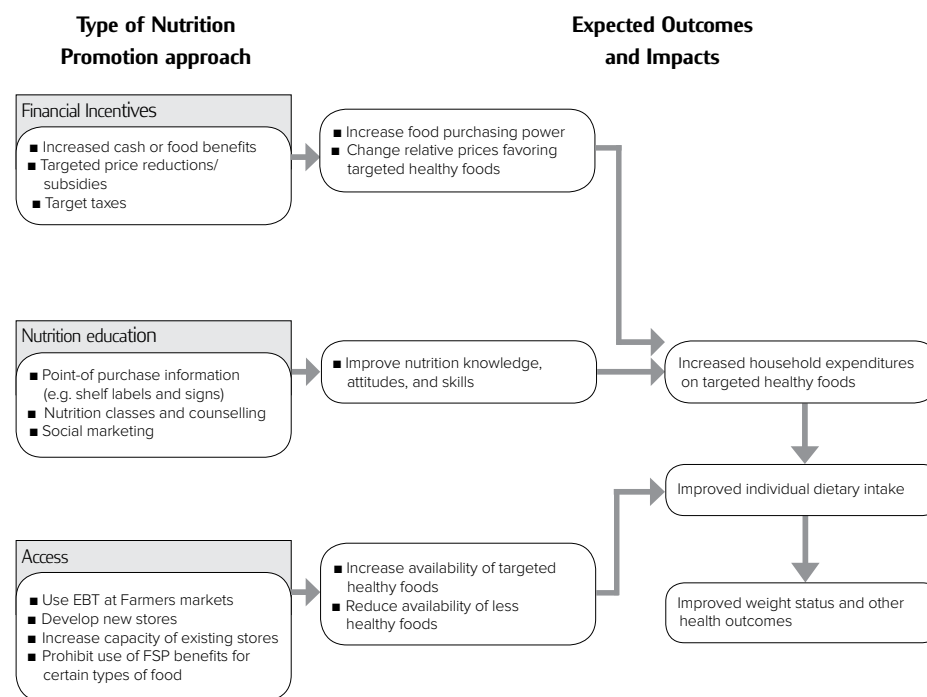 Type of Nutrition
Promotion approach
Expected Outcomes
and Impacts
Financial Incentives
■ Increased cash or food benefits
■ Targeted price reductions/
subsidies
■ Target taxes
■ Increase food purchasing power
■ Change relative prices favoring
targeted healthy foods
Nutrition education
■ Point-of purchase information
(e.g. shelf labels and signs)
■ Nutrition classes and counselling
■ Social marketing
■ Improve nutrition knowledge,
attitudes, and skills
Increased household expenditures
on targeted healthy foods
Improved individual dietary intake
Access
■ Use EBT at Farmers markets
■ Develop new stores
■ Increase capacity of existing stores
■ Prohibit use of FSP benefits for
certain types of food
■ Increase availability of targeted
healthy foods
■ Reduce availability of less
healthy foods
Improved weight status and other
health outcomes